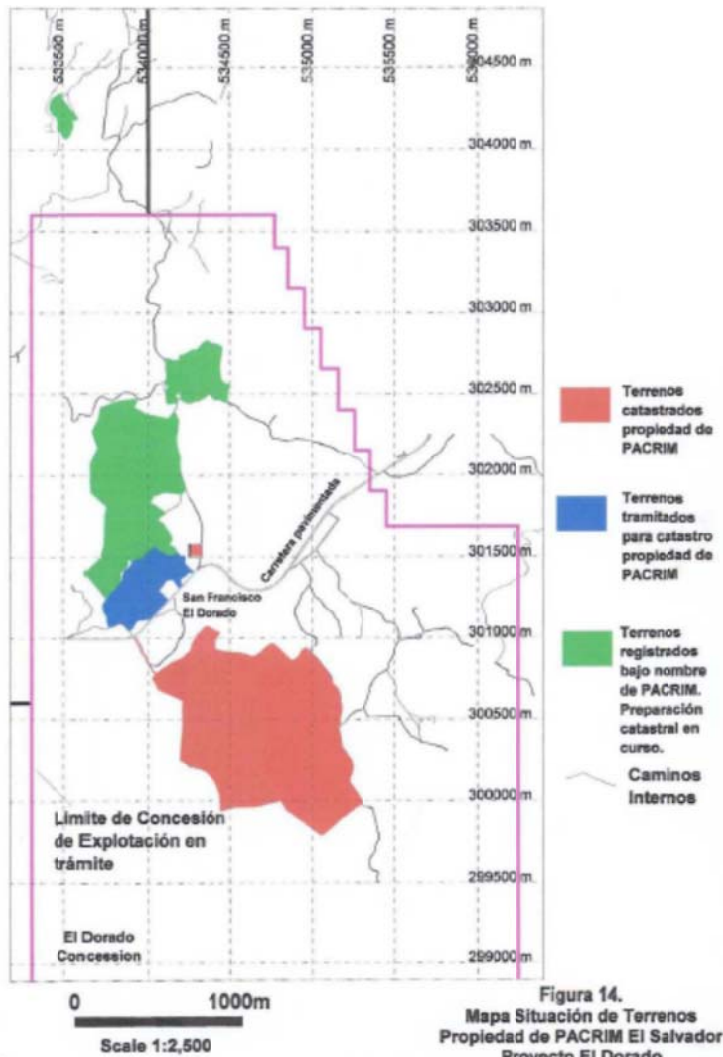 533500 m
534000 m
534500 m
535000 m
535500 m
536000 m
304500 m
304000 m
303500 m
303000 m
302500 m
302000 m
301500 m
301000 m
300500 m
300000 m
299500 m
299000 m
Carretera pavimentada
San Francisco
El Dorado
Limite de Concesión
de Explotación en
trámite
El Dorado
Concession
Terrenos
catastrados
propiedad de
PACRIM
Terrenos
tramitados
para catastro
propiedad de
PACRIM
Terrenos
registrados
bajo nombre
de PACRIM.
Preparación
catastral en
curso.
Caminos
Internos
0 1000m
Scale 1:2,500
Figura 14.
Mapa Situación de Terrenos
Propiedad de PACRIM El Salvador
Proyecto El Dorado